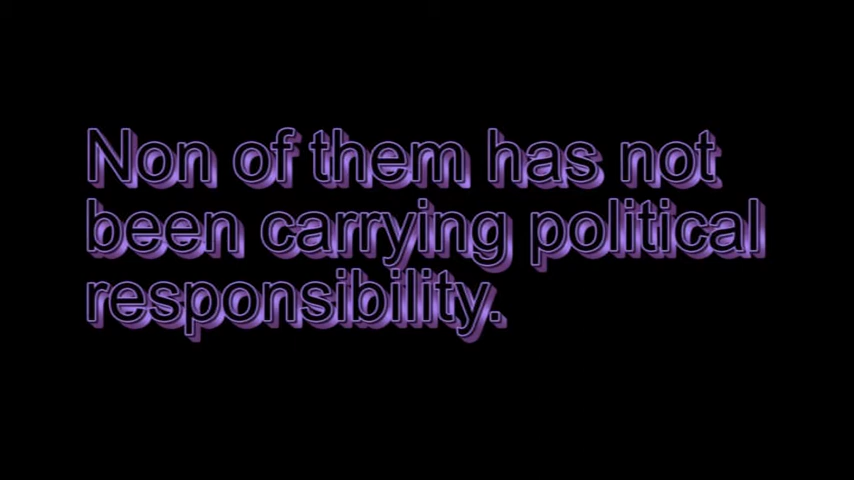 Non of them has not
been carrying political
responsibility.